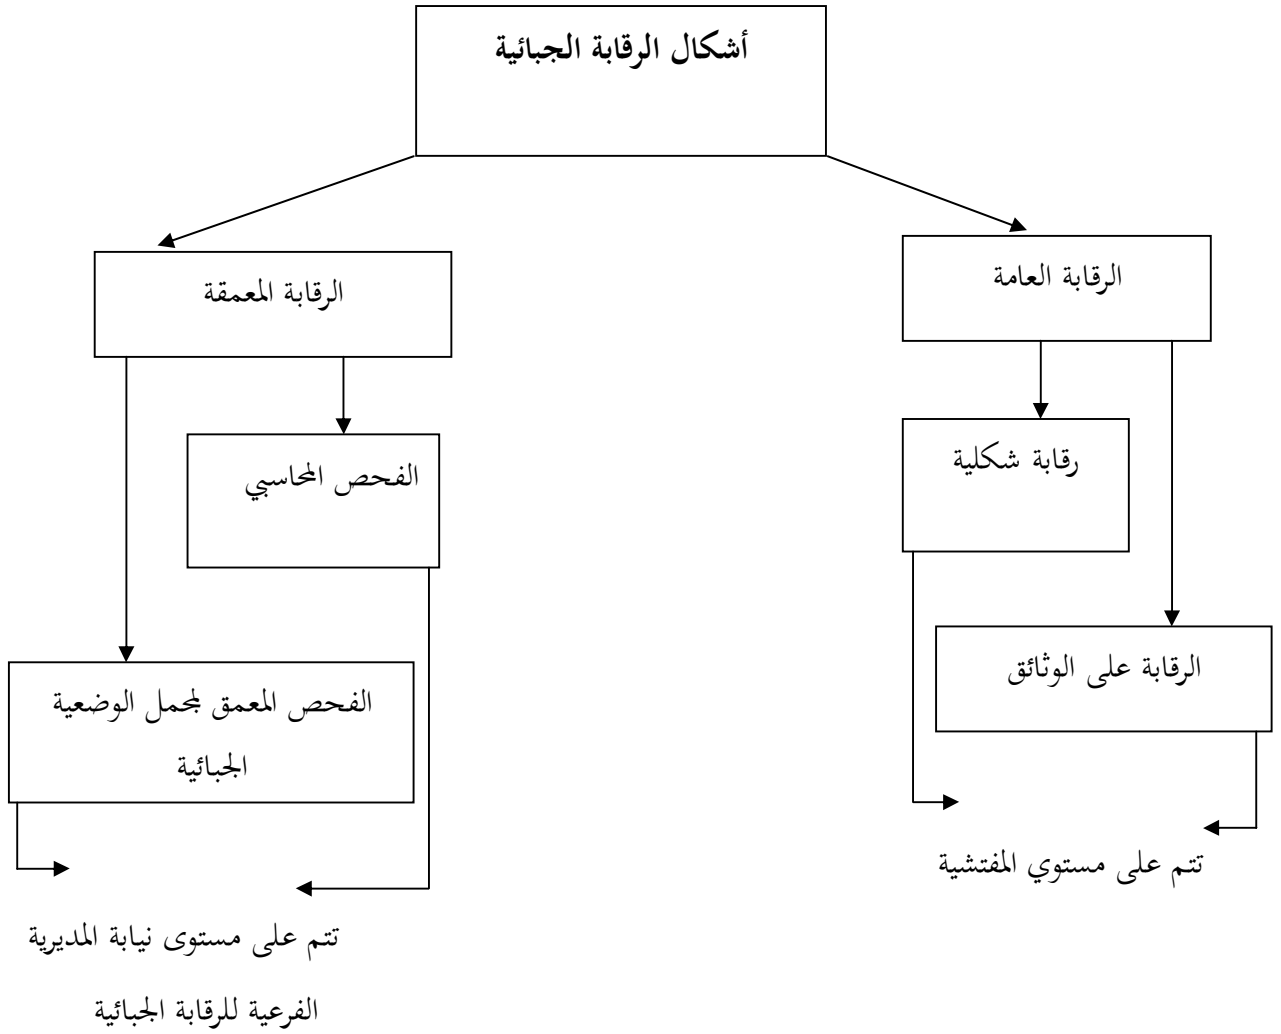 أشكال الرقابة الجبائية
الرقابة العامة
الرقابة المعمقة
رقابة شكلية
الفحص المحاسبي
الرقابة على الوثائق
الفحص المعمق لمجمل الوضعية
الجبائية
تتم على مستوي المفتشية
تتم على مستوى نيابة المديرية
الفرعية للرقابة الجبائية